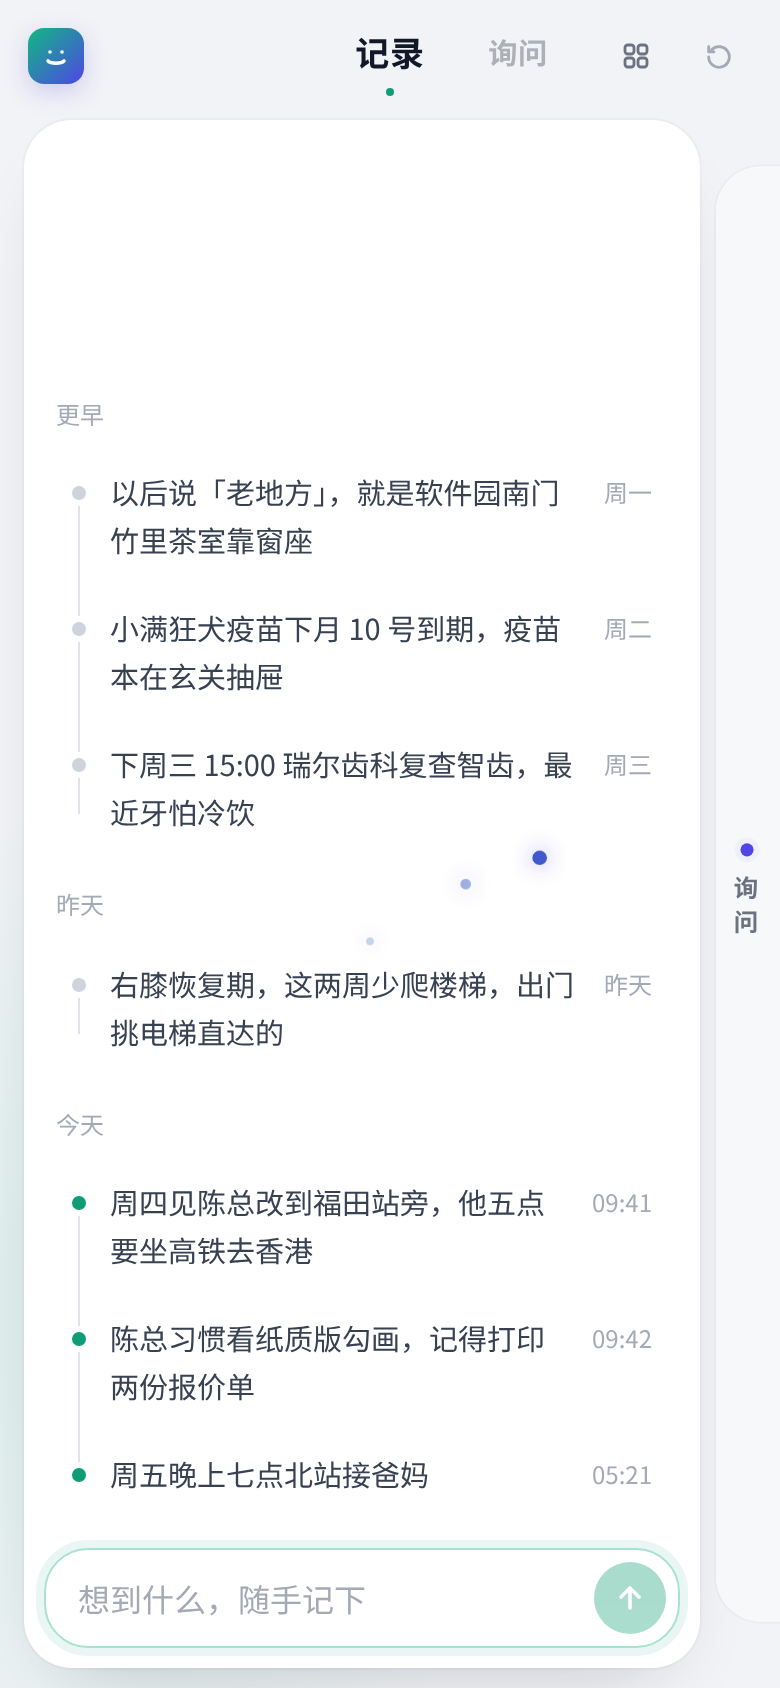 记录
询问
更早
以后说「老地方」，就是软件园南门
竹里茶室靠窗座
周一
小满狂犬疫苗下月 10 号到期，疫苗
本在玄关抽屉
周二
下周三 15:00 瑞尔齿科复查智齿，最
近牙怕冷饮
周三
昨天
右膝恢复期，这两周少爬楼梯，出门
挑电梯直达的
昨天
今天
周四见陈总改到福田站旁，他五点
要坐高铁去香港
09:41
陈总习惯看纸质版勾画，记得打印
两份报价单
09:42
周五晚上七点北站接爸妈
05:21
想到什么，随手记下
询
问